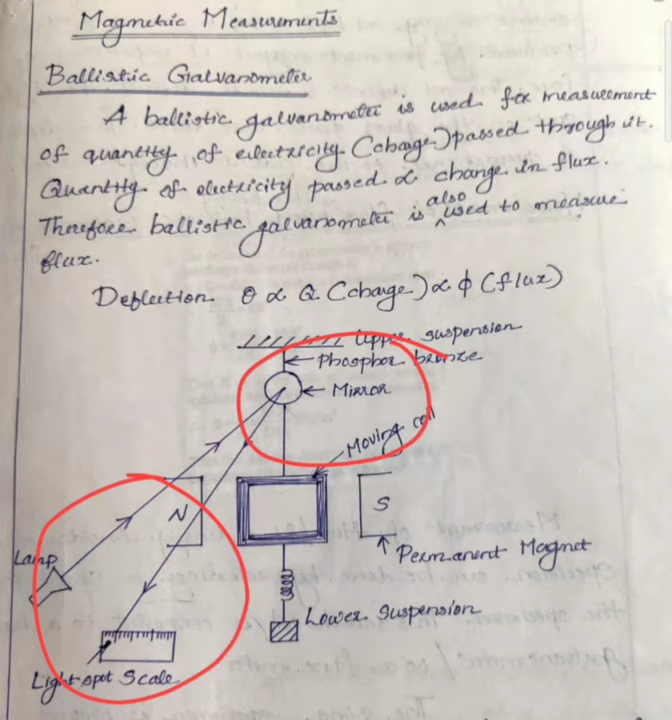 Magnetic Measurements
Ballistic Galvanometer
A ballistic galvanometer is used for measurement
of quantity of electricity (charge) passed through it.
Quantity of electricity passed ∝ change in flux.
Therefore ballistic galvanometer is also used to measure
flux.
Deflection θ ∝ Q (charge) ∝ ϕ (flux)
Upper suspension
Phosphor bronze
Mirror
Moving coil
N
S
Lamp
Permanent Magnet
Lower suspension
Light spot Scale